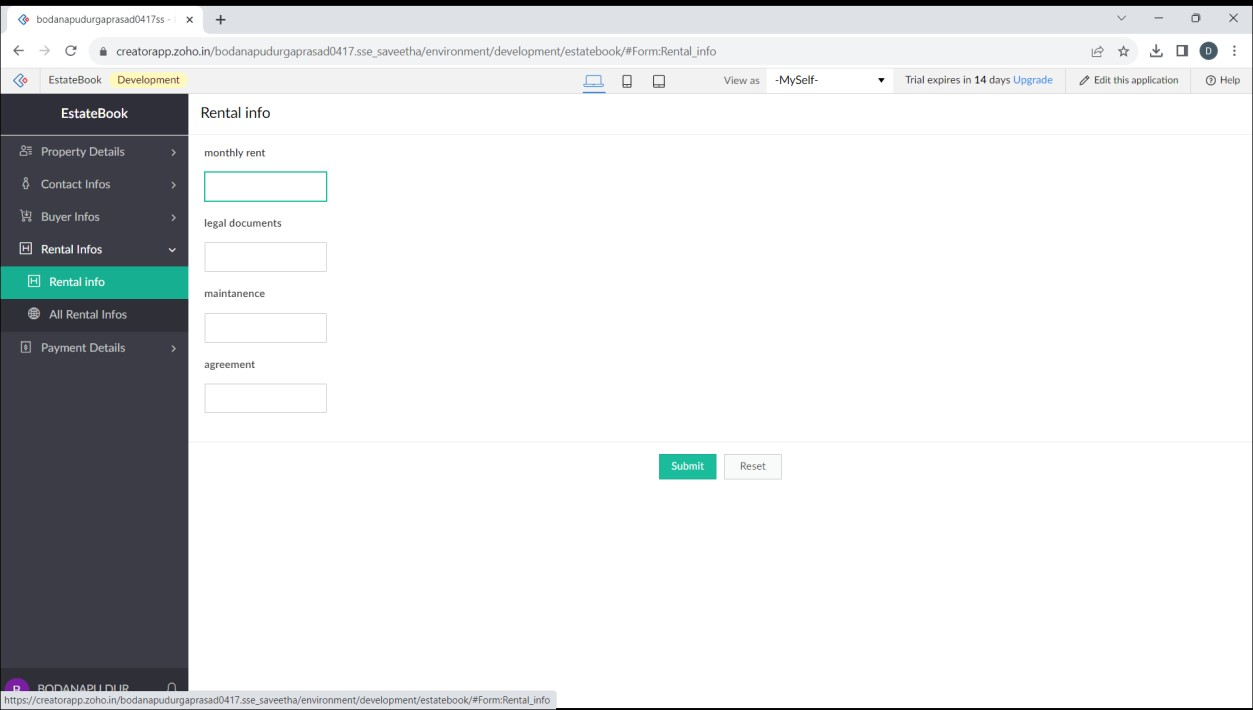 bodanapudurgaprasad0417ss -
creatorapp.zoho.in/bodanapudurgaprasad0417.sse_saveetha/environment/development/estatebook/#Form:Rental_info
D
EstateBook Development
View as -MySelf-
Trial expires in 14 days Upgrade
Edit this application
Help
EstateBook
Property Details
Contact Infos
Buyer Infos
Rental Infos
Rental info
All Rental Infos
Payment Details
Rental info
monthly rent
legal documents
maintanence
agreement
Submit Reset
B BODANAPU DUR
https://creatorapp.zoho.in/bodanapudurgaprasad0417.sse_saveetha/environment/development/estatebook/#Form:Rental_info